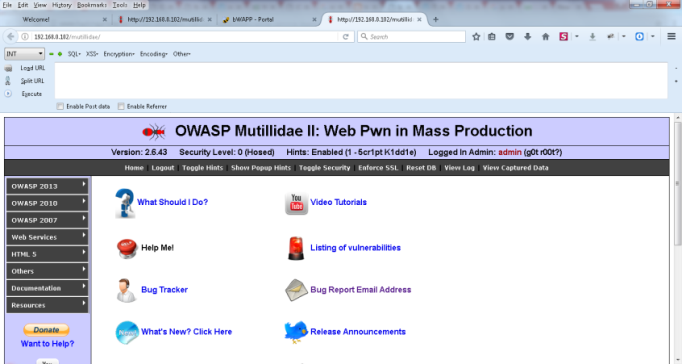 File Edit View History Bookmarks Tools Help
Welcome! × http://192.168.0.102/mutillid × bWAPP - Portal × http://192.168.0.102/mutillid × +
192.168.0.102/mutillidae/ Search
INT SQL- XSS- Encryption- Encoding- Other-
Load URL
Split URL
Execute
Enable Post data Enable Referrer
OWASP Mutillidae II: Web Pwn in Mass Production
Version: 2.6.43 Security Level: 0 (Hosed) Hints: Enabled (1 - 5cr1pt K1dd1e) Logged In Admin: admin (g0t r00t?)
Home | Logout | Toggle Hints | Show Popup Hints | Toggle Security | Enforce SSL | Reset DB | View Log | View Captured Data
OWASP 2013
OWASP 2010
OWASP 2007
Web Services
HTML 5
Others
Documentation
Resources
Donate
Want to Help?
You
What Should I Do?
You Tube Video Tutorials
Help Me!
Listing of vulnerabilities
Bug Tracker
Bug Report Email Address
What's New? Click Here
Release Announcements